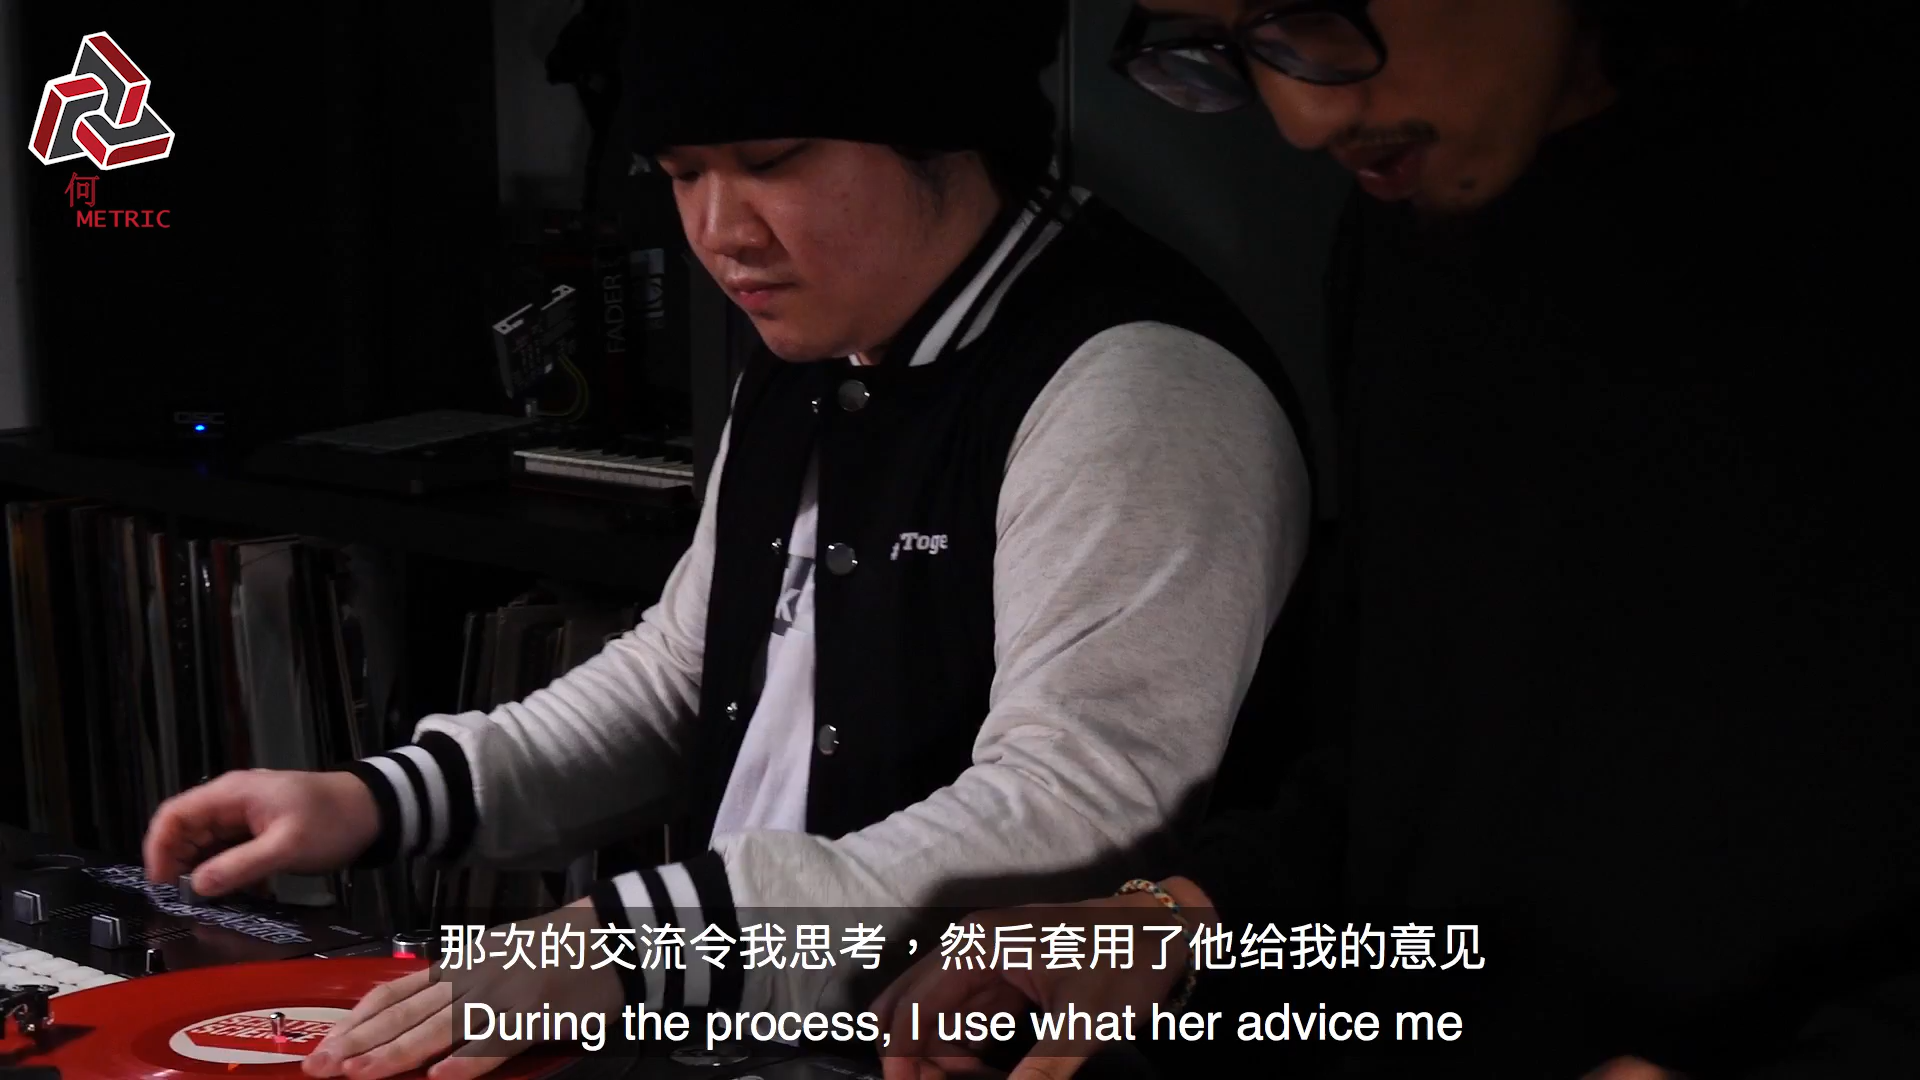 何
METRIC
FADER
#Toge
那次的交流令我思考，然后套用了他给我的意见
During the process, I use what her advice me